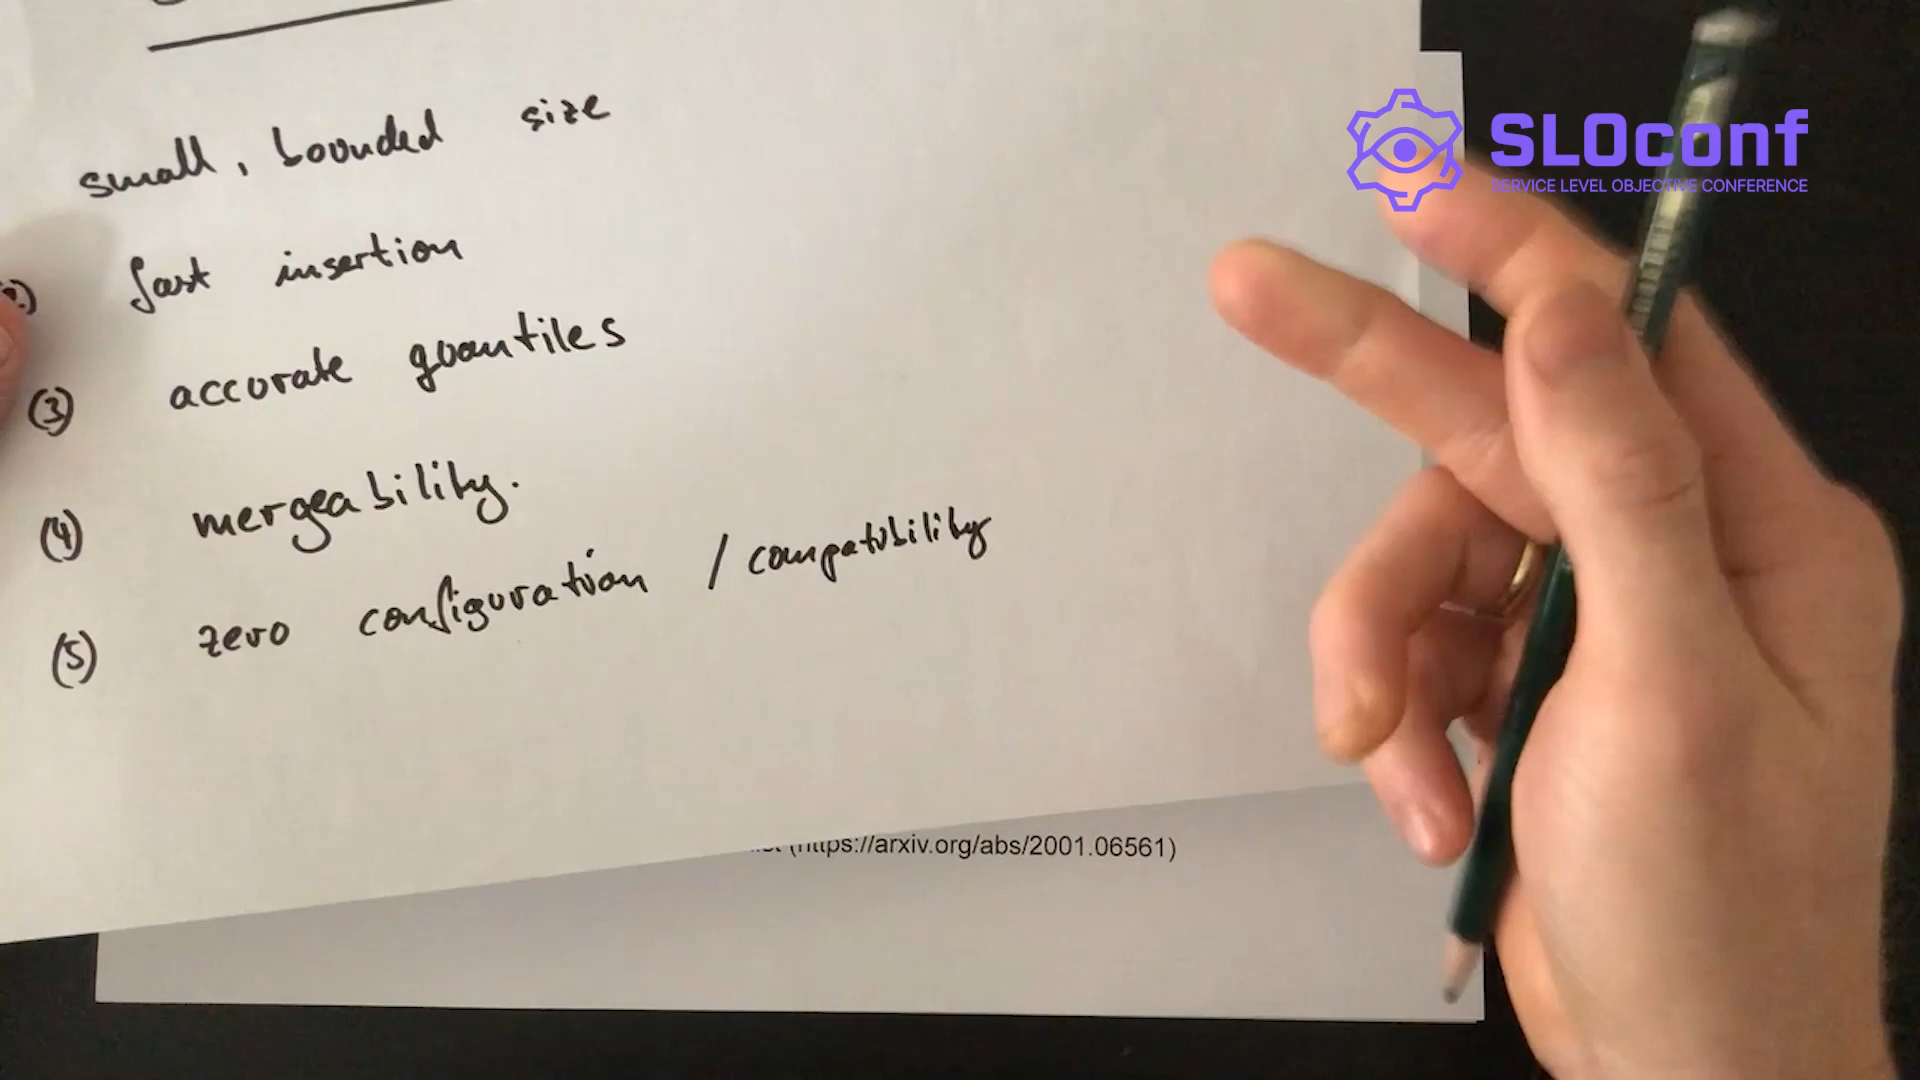 small, bounded size
2) fast insertion
(3) accurate quantiles
(4) mergeability.
(5) zero configuration / compatibility
(https://arxiv.org/abs/2001.06561)
SLOconf
SERVICE LEVEL OBJECTIVE CONFERENCE